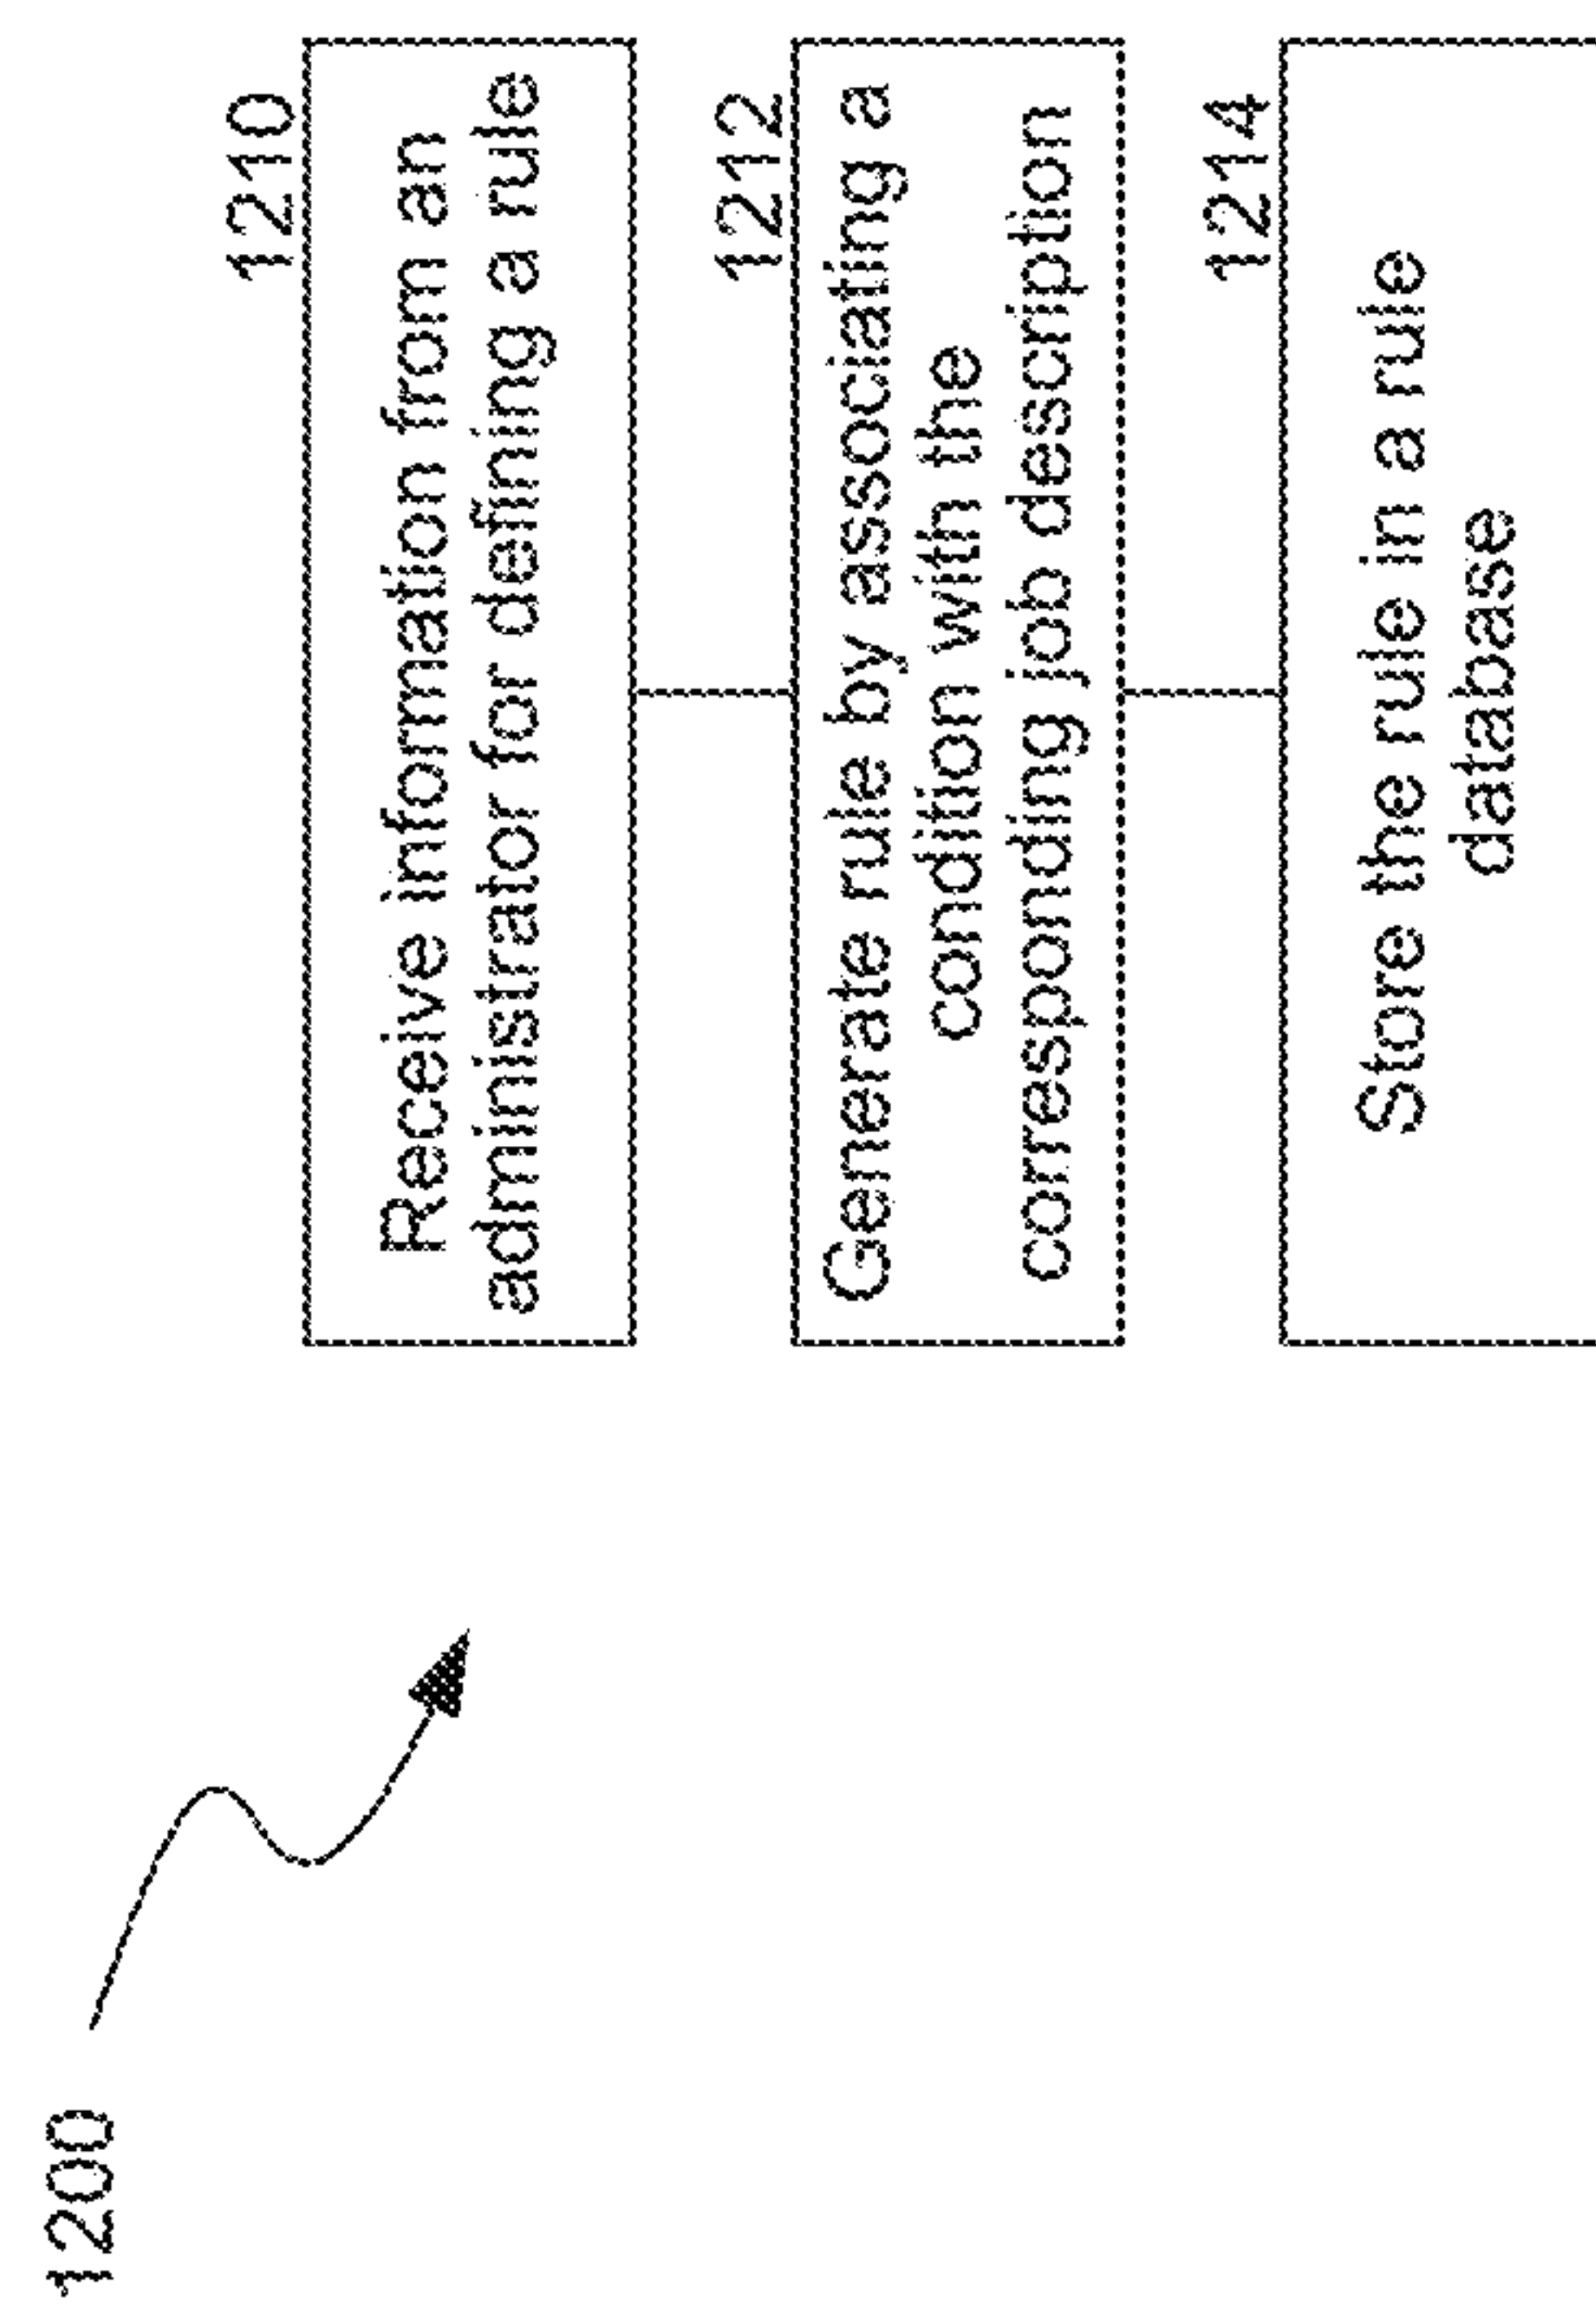 1200
1210
Receive information from an
administrator for defining a rule
1212
Generate rule by associating a
condition with the
corresponding job description
1214
Store the rule in a rule
database